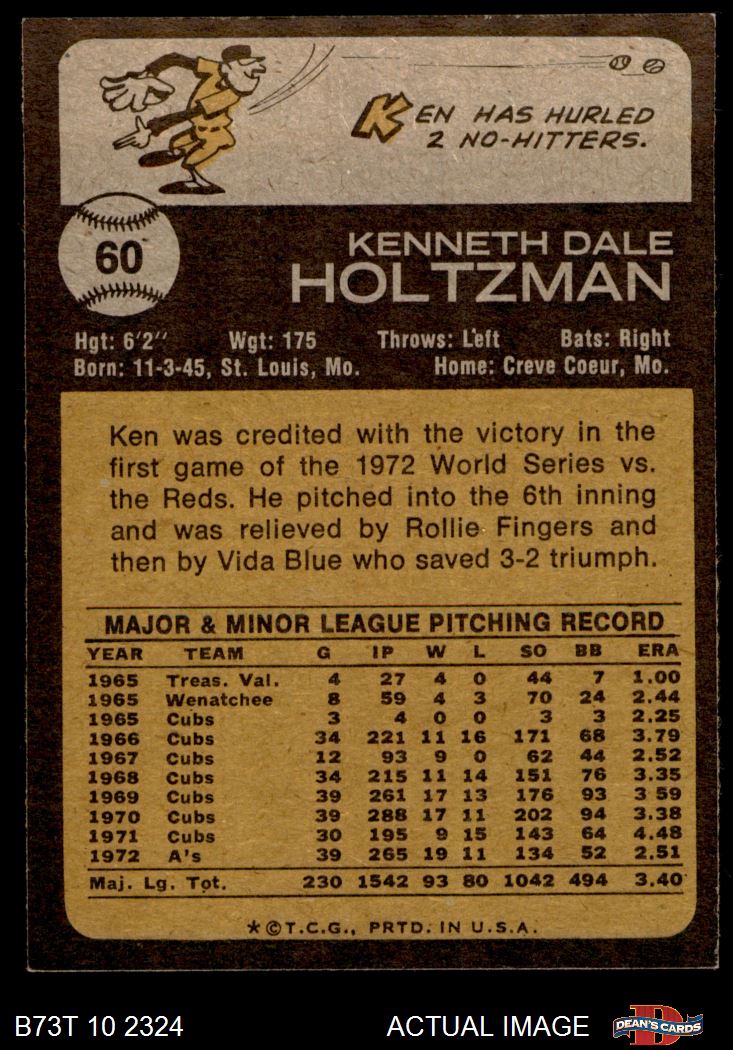 KEN HAS HURLED
2 NO-HITTERS.
60
KENNETH DALE
HOLTZMAN
Hgt: 6'2" Wgt: 175 Throws: Left Bats: Right
Born: 11-3-45, St. Louis, Mo. Home: Creve Coeur, Mo.
Ken was credited with the victory in the
first game of the 1972 World Series vs.
the Reds. He pitched into the 6th inning
and was relieved by Rollie Fingers and
then by Vida Blue who saved 3-2 triumph.
MAJOR & MINOR LEAGUE PITCHING RECORD
YEAR TEAM G IP W L SO BB ERA
1965 Treas. Val. 4 27 4 0 44 7 1.00
1965 Wenatchee 8 59 4 3 70 24 2.44
1965 Cubs 3 4 0 0 3 3 2.25
1966 Cubs 34 221 11 16 171 68 3.79
1967 Cubs 12 93 9 0 62 44 2.52
1968 Cubs 34 215 11 14 151 76 3.35
1969 Cubs 39 261 17 13 176 93 3 59
1970 Cubs 39 288 17 11 202 94 3.38
1971 Cubs 30 195 9 15 143 64 4.48
1972 A's 39 265 19 11 134 52 2.51
Maj. Lg. Tot. 230 1542 93 80 1042 494 3.40
*©T.C.G., PRTD. IN U.S.A.
B73T 10 2324 ACTUAL IMAGE D DEAN'S CARDS